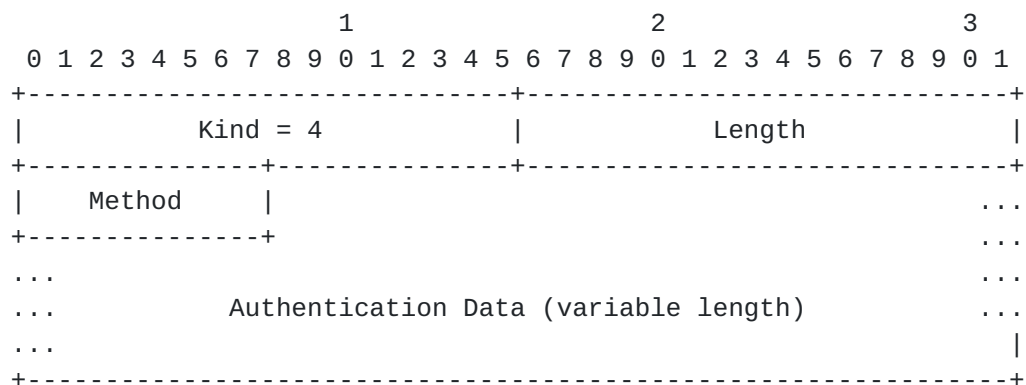 1                   2                   3
 0 1 2 3 4 5 6 7 8 9 0 1 2 3 4 5 6 7 8 9 0 1 2 3 4 5 6 7 8 9 0 1
+-------------------------------+-------------------------------+
|           Kind = 4            |            Length             |
+---------------+---------------+-------------------------------+
|    Method     |                                             ...
+---------------+                                             ...
...                                                           ...
...           Authentication Data (variable length)           ...
...                                                             |
+---------------------------------------------------------------+